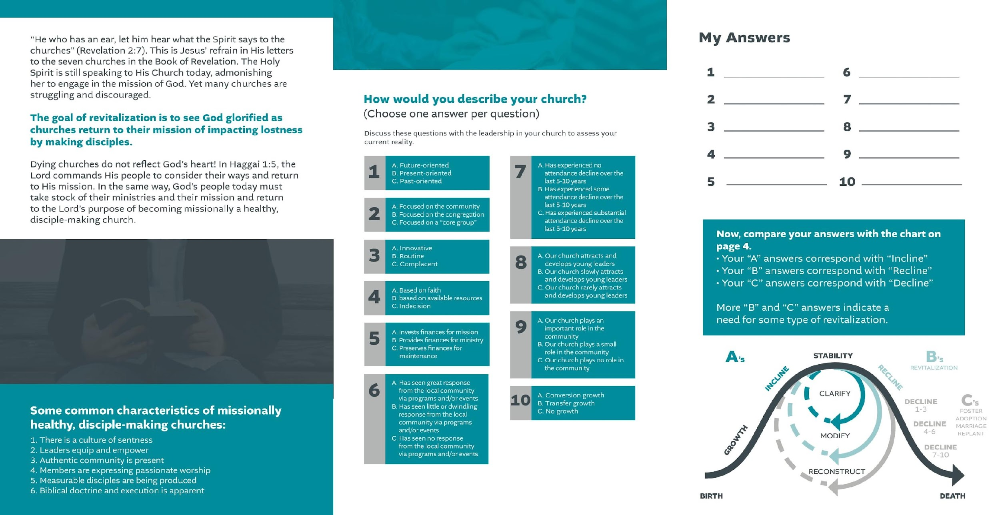 “He who has an ear, let him hear what the Spirit says to the
churches” (Revelation 2:7). This is Jesus’ refrain in His letters
to the seven churches in the Book of Revelation. The Holy
Spirit is still speaking to His Church today, admonishing
her to engage in the mission of God. Yet many churches are
struggling and discouraged.
The goal of revitalization is to see God glorified as
churches return to their mission of impacting lostness
by making disciples.
Dying churches do not reflect God’s heart! In Haggai 1:5, the
Lord commands His people to consider their ways and return
to His mission. In the same way, God’s people today must
take stock of their ministries and their mission and return
to the Lord’s purpose of becoming missionally a healthy,
disciple-making church.
Some common characteristics of missionally
healthy, disciple-making churches:
1. There is a culture of sentness
2. Leaders equip and empower
3. Authentic community is present
4. Members are expressing passionate worship
5. Measurable disciples are being produced
6. Biblical doctrine and execution is apparent
How would you describe your church?
(Choose one answer per question)
Discuss these questions with the leadership in your church to assess your
current reality.
1
A. Future-oriented
B. Present-oriented
C. Past-oriented
2
A. Focused on the community
B. Focused on the congregation
C. Focused on a “core group”
3
A. Innovative
B. Routine
C. Complacent
4
A. Based on faith
B. based on available resources
C. Indecision
5
A. Invests finances for mission
B. Provides finances for ministry
C. Preserves finances for
maintenance
6
A. Has seen great response
from the local community
via programs and/or events
B. Has seen little or dwindling
response from the local
community via programs
and/or events
C. Has seen no response
from the local community
via programs and/or events
7
A. Has experienced no
attendance decline over the
last 5-10 years
B. Has experienced some
attendance decline over the
last 5-10 years
C. Has experienced substantial
attendance decline over the
last 5-10 years
8
A. Our church attracts and
develops young leaders
B. Our church slowly attracts
and develops young leaders
C. Our church rarely attracts
and develops young leaders
9
A. Our church plays an
important role in the
community
B. Our church plays a small
role in the community
C. Our church plays no role in
the community
10
A. Conversion growth
B. Transfer growth
C. No growth
My Answers
1
2
3
4
5
6
7
8
9
10
Now, compare your answers with the chart on
page 4.
• Your “A” answers correspond with “Incline”
• Your “B” answers correspond with “Recline”
• Your “C” answers correspond with “Decline”
More “B” and “C” answers indicate a
need for some type of revitalization.
A’s
STABILITY
B’s
REVITALIZATION
INCLINE
RECLINE
CLARIFY
DECLINE
1-3
C’s
FOSTER
ADOPTION
MARRIAGE
REPLANT
DECLINE
4-6
GROWTH
MODIFY
DECLINE
7-10
RECONSTRUCT
BIRTH
DEATH